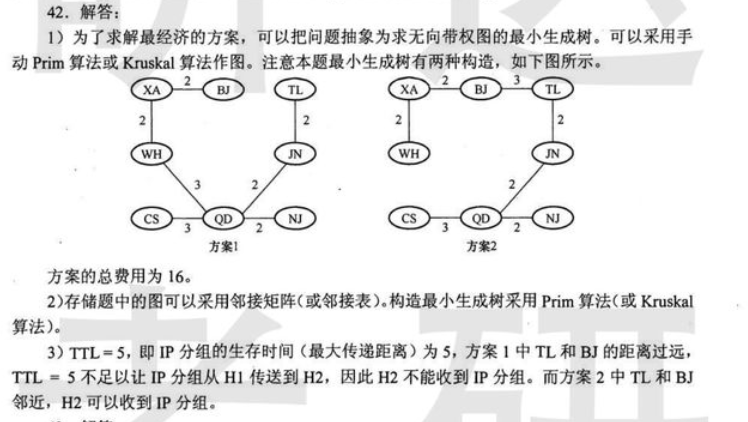 42. 解答：
1）为了求解最经济的方案，可以把问题抽象为求无向带权图的最小生成树。可以采用手
动 Prim 算法或 Kruskal 算法作图。注意本题最小生成树有两种构造，如下图所示。
XA 2 BJ TL XA 2 BJ 3 TL
2 2 2 2
WH JN WH JN
3 2 2
CS 3 QD 2 NJ CS 3 QD 2 NJ
方案1 方案2
方案的总费用为 16。
2)存储题中的图可以采用邻接矩阵(或邻接表)。构造最小生成树采用 Prim 算法(或 Kruskal
算法)。
3）TTL = 5，即 IP 分组的生存时间（最大传递距离）为 5，方案 1 中 TL 和 BJ 的距离过远，
TTL = 5 不足以让 IP 分组从 H1 传送到 H2，因此 H2 不能收到 IP 分组。而方案 2 中 TL 和 BJ
邻近，H2 可以收到 IP 分组。